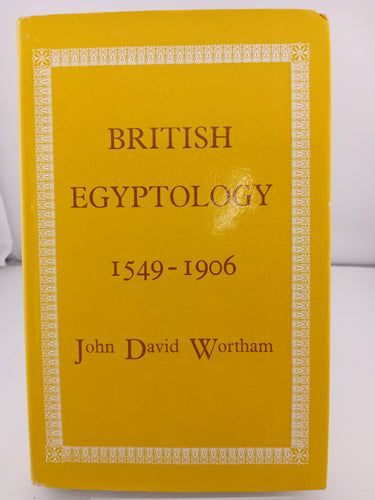 BRITISH
EGYPTOLOGY
1549-1906
John David Wortham